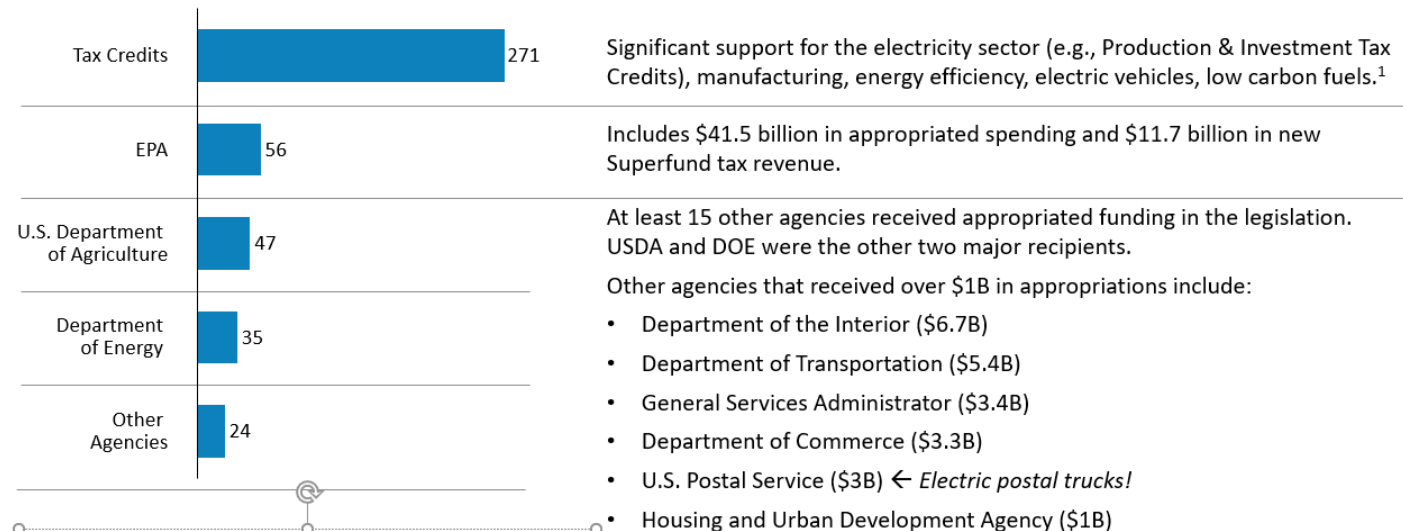 Tax Credits
271
Significant support for the electricity sector (e.g., Production & Investment Tax
Credits), manufacturing, energy efficiency, electric vehicles, low carbon fuels.1
EPA
56
Includes $41.5 billion in appropriated spending and $11.7 billion in new
Superfund tax revenue.
U.S. Department
of Agriculture
47
At least 15 other agencies received appropriated funding in the legislation.
USDA and DOE were the other two major recipients.
Other agencies that received over $1B in appropriations include:
Department
of Energy
35
• Department of the Interior ($6.7B)
• Department of Transportation ($5.4B)
Other
Agencies
24
• General Services Administrator ($3.4B)
• Department of Commerce ($3.3B)
• U.S. Postal Service ($3B) ← Electric postal trucks!
• Housing and Urban Development Agency ($1B)